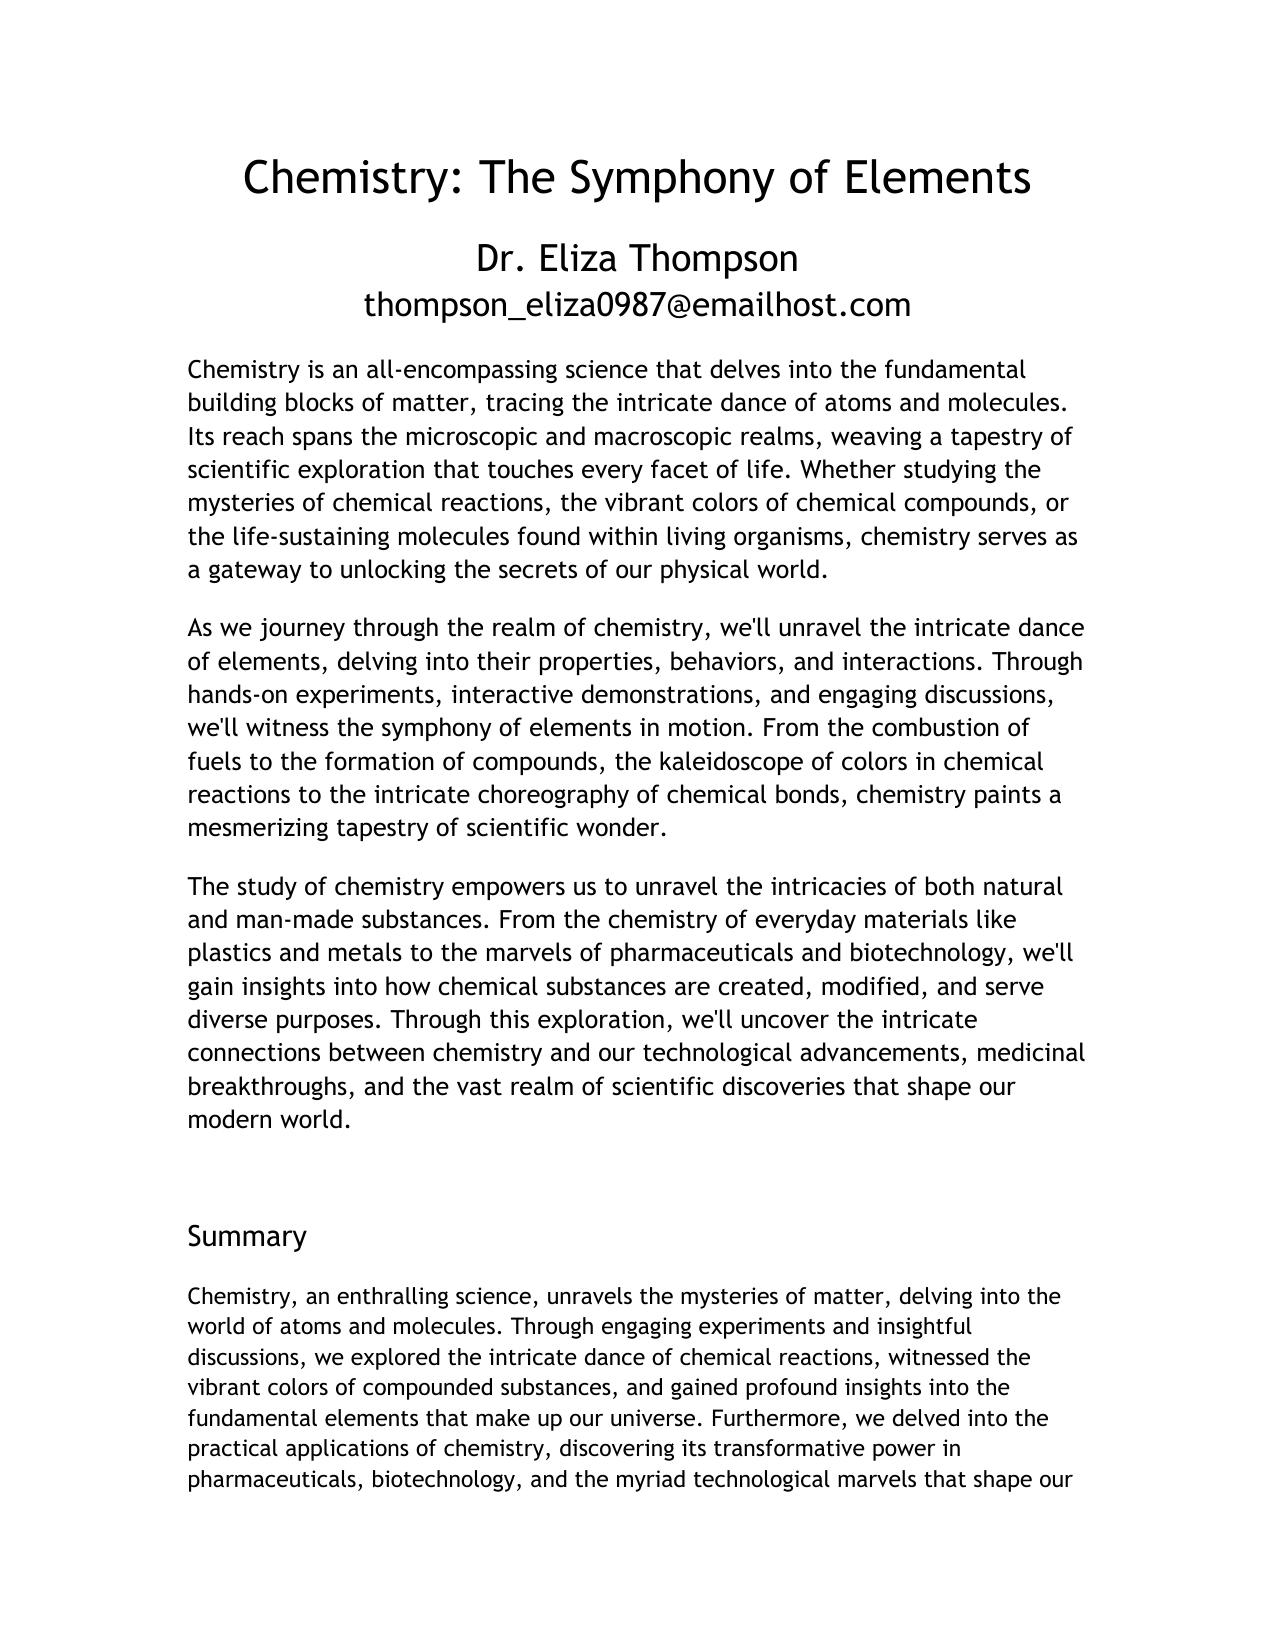 Chemistry: The Symphony of Elements
Dr. Eliza Thompson
thompson_eliza0987@emailhost.com
Chemistry is an all-encompassing science that delves into the fundamental
building blocks of matter, tracing the intricate dance of atoms and molecules.
Its reach spans the microscopic and macroscopic realms, weaving a tapestry of
scientific exploration that touches every facet of life. Whether studying the
mysteries of chemical reactions, the vibrant colors of chemical compounds, or
the life-sustaining molecules found within living organisms, chemistry serves as
a gateway to unlocking the secrets of our physical world.
As we journey through the realm of chemistry, we'll unravel the intricate dance
of elements, delving into their properties, behaviors, and interactions. Through
hands-on experiments, interactive demonstrations, and engaging discussions,
we'll witness the symphony of elements in motion. From the combustion of
fuels to the formation of compounds, the kaleidoscope of colors in chemical
reactions to the intricate choreography of chemical bonds, chemistry paints a
mesmerizing tapestry of scientific wonder.
The study of chemistry empowers us to unravel the intricacies of both natural
and man-made substances. From the chemistry of everyday materials like
plastics and metals to the marvels of pharmaceuticals and biotechnology, we'll
gain insights into how chemical substances are created, modified, and serve
diverse purposes. Through this exploration, we'll uncover the intricate
connections between chemistry and our technological advancements, medicinal
breakthroughs, and the vast realm of scientific discoveries that shape our
modern world.
Summary
Chemistry, an enthralling science, unravels the mysteries of matter, delving into the
world of atoms and molecules. Through engaging experiments and insightful
discussions, we explored the intricate dance of chemical reactions, witnessed the
vibrant colors of compounded substances, and gained profound insights into the
fundamental elements that make up our universe. Furthermore, we delved into the
practical applications of chemistry, discovering its transformative power in
pharmaceuticals, biotechnology, and the myriad technological marvels that shape our